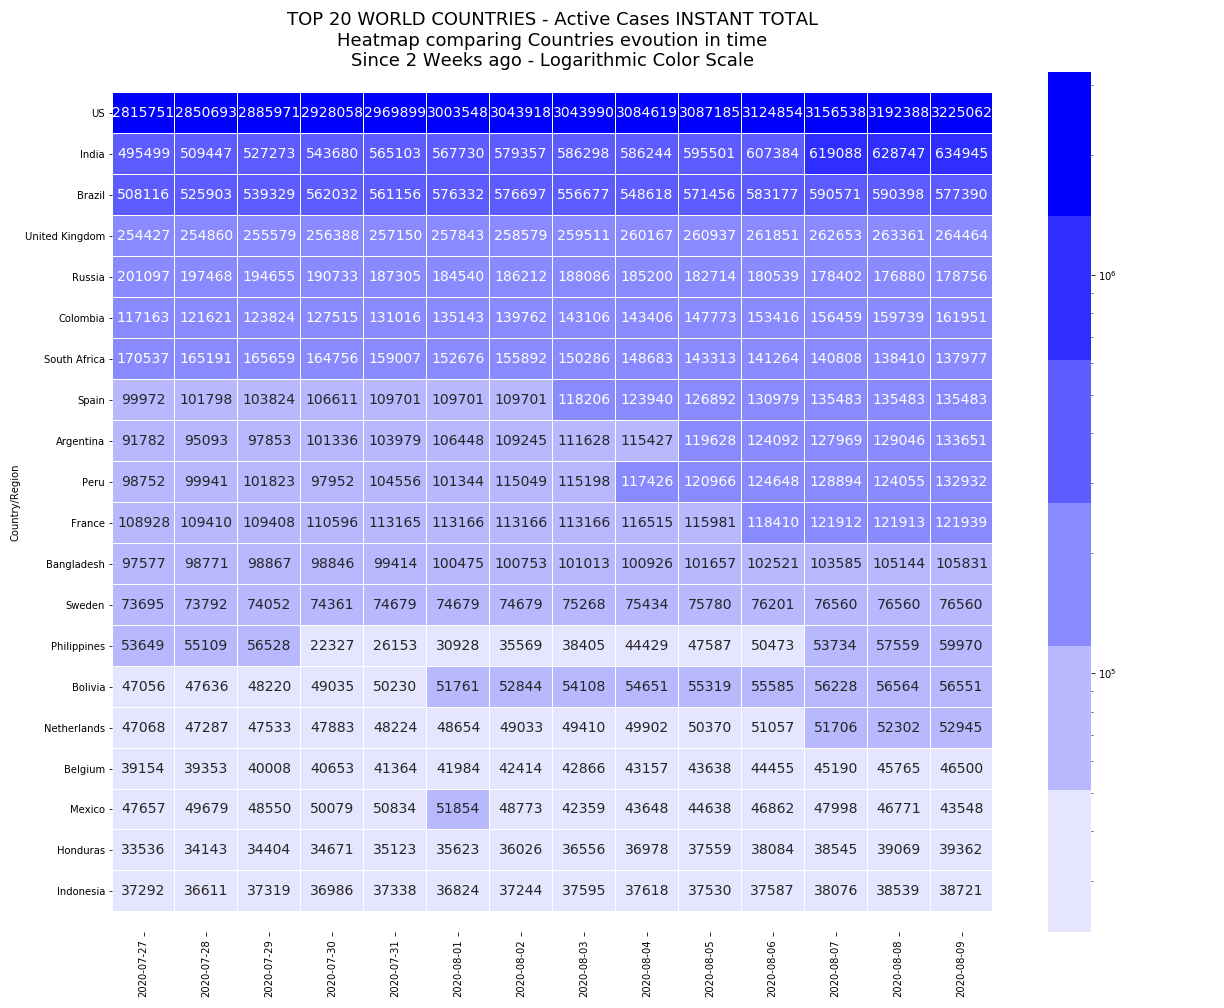 TOP 20 WORLD COUNTRIES - Active Cases INSTANT TOTAL
Heatmap comparing Countries evoution in time
Since 2 Weeks ago - Logarithmic Color Scale
Country/Region
US 2815751 2850693 2885971 2928058 2969899 3003548 3043918 3043990 3084619 3087185 3124854 3156538 3192388 3225062
India 495499 509447 527273 543680 565103 567730 579357 586298 586244 595501 607384 619088 628747 634945
Brazil 508116 525903 539329 562032 561156 576332 576697 556677 548618 571456 583177 590571 590398 577390
United Kingdom 254427 254860 255579 256388 257150 257843 258579 259511 260167 260937 261851 262653 263361 264464
Russia 201097 197468 194655 190733 187305 184540 186212 188086 185200 182714 180539 178402 176880 178756
Colombia 117163 121621 123824 127515 131016 135143 139762 143106 143406 147773 153416 156459 159739 161951
South Africa 170537 165191 165659 164756 159007 152676 155892 150286 148683 143313 141264 140808 138410 137977
Spain 99972 101798 103824 106611 109701 109701 109701 118206 123940 126892 130979 135483 135483 135483
Argentina 91782 95093 97853 101336 103979 106448 109245 111628 115427 119628 124092 127969 129046 133651
Peru 98752 99941 101823 97952 104556 101344 115049 115198 117426 120966 124648 128894 124055 132932
France 108928 109410 109408 110596 113165 113166 113166 113166 116515 115981 118410 121912 121913 121939
Bangladesh 97577 98771 98867 98846 99414 100475 100753 101013 100926 101657 102521 103585 105144 105831
Sweden 73695 73792 74052 74361 74679 74679 74679 75268 75434 75780 76201 76560 76560 76560
Philippines 53649 55109 56528 22327 26153 30928 35569 38405 44429 47587 50473 53734 57559 59970
Bolivia 47056 47636 48220 49035 50230 51761 52844 54108 54651 55319 55585 56228 56564 56551
Netherlands 47068 47287 47533 47883 48224 48654 49033 49410 49902 50370 51057 51706 52302 52945
Belgium 39154 39353 40008 40653 41364 41984 42414 42866 43157 43638 44455 45190 45765 46500
Mexico 47657 49679 48550 50079 50834 51854 48773 42359 43648 44638 46862 47998 46771 43548
Honduras 33536 34143 34404 34671 35123 35623 36026 36556 36978 37559 38084 38545 39069 39362
Indonesia 37292 36611 37319 36986 37338 36824 37244 37595 37618 37530 37587 38076 38539 38721
2020-07-27 2020-07-28 2020-07-29 2020-07-30 2020-07-31 2020-08-01 2020-08-02 2020-08-03 2020-08-04 2020-08-05 2020-08-06 2020-08-07 2020-08-08 2020-08-09
10⁶
10⁵